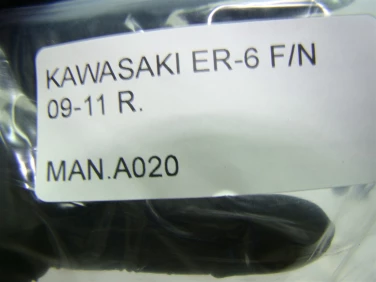 KAWASAKI ER-6 F/N
09-11 R.
MAN.A020